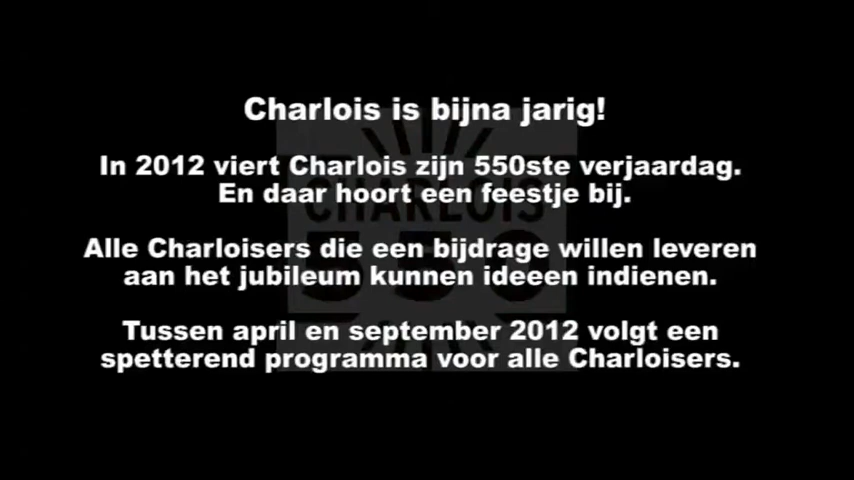 Charlois is bijna jarig!
In 2012 viert Charlois zijn 550ste verjaardag.
En daar hoort een feestje bij.
CHARLOIS
550
Alle Charloisers die een bijdrage willen leveren
aan het jubileum kunnen ideeen indienen.
Tussen april en september 2012 volgt een
spetterend programma voor alle Charloisers.